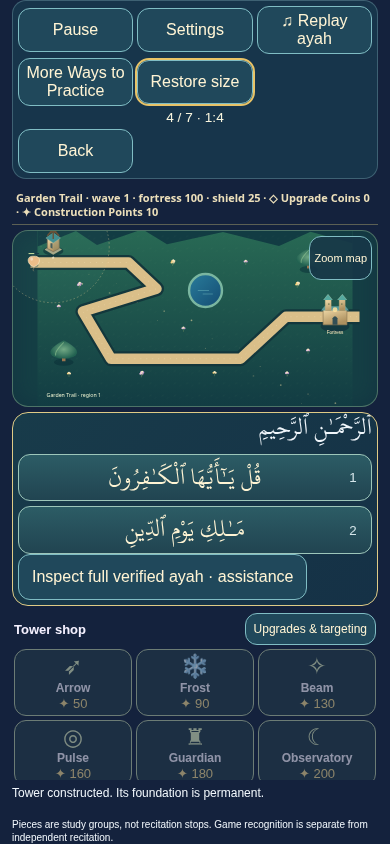 Pause
Settings
♫ Replay ayah
More Ways to Practice
Restore size
4 / 7 · 1:4
Back
Garden Trail · wave 1 · fortress 100 · shield 25 · ◇ Upgrade Coins 0
· ✦ Construction Points 10
Zoom map
Fortress
Garden Trail · region 1
ٱلرَّحْمَـٰنِ ٱلرَّحِيمِ
قُلْ يَـٰٓأَيُّهَا ٱلْكَـٰفِرُونَ
1
مَـٰلِكِ يَوْمِ ٱلدِّينِ
2
Inspect full verified ayah · assistance
Tower shop
Upgrades & targeting
Arrow
✦ 50
Frost
✦ 90
Beam
✦ 130
Pulse
✦ 160
Guardian
✦ 180
Observatory
✦ 200
Tower constructed. Its foundation is permanent.
Pieces are study groups, not recitation stops. Game recognition is separate from
independent recitation.